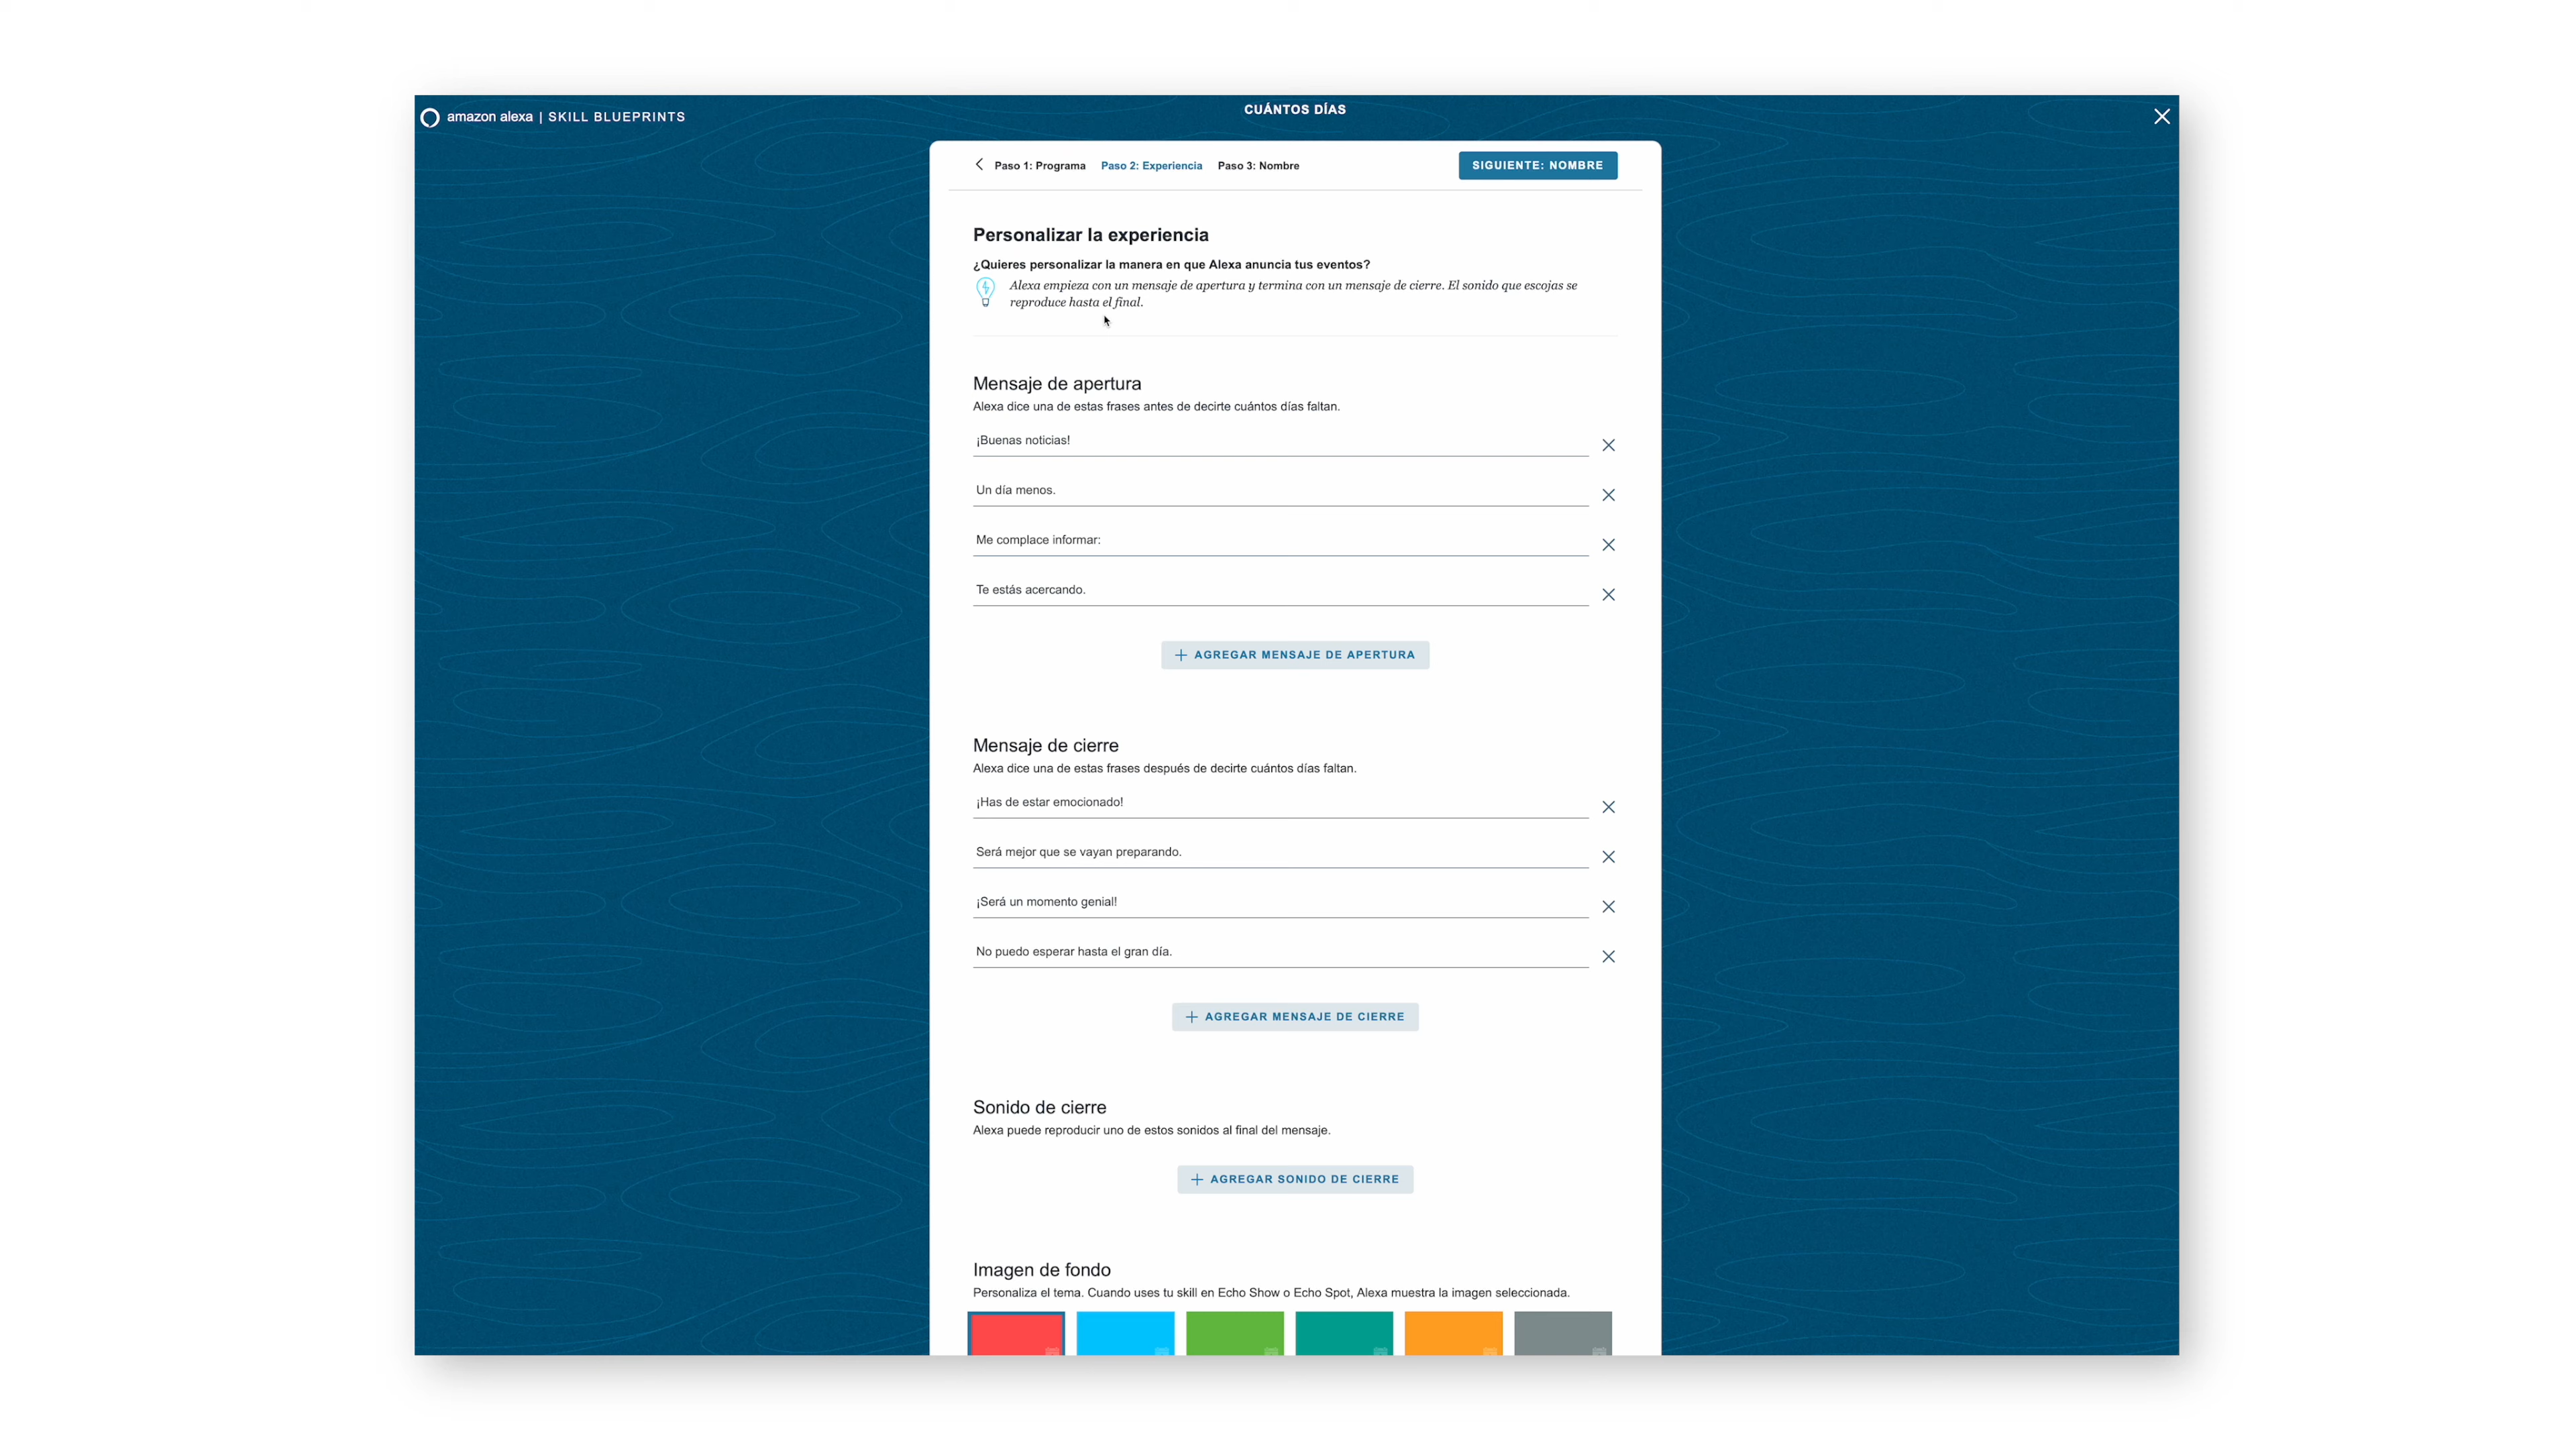 amazon alexa | SKILL BLUEPRINTS
CUÁNTOS DÍAS
Paso 1: Programa Paso 2: Experiencia Paso 3: Nombre
SIGUIENTE: NOMBRE
Personalizar la experiencia
¿Quieres personalizar la manera en que Alexa anuncia tus eventos?
Alexa empieza con un mensaje de apertura y termina con un mensaje de cierre. El sonido que escojas se
reproduce hasta el final.
Mensaje de apertura
Alexa dice una de estas frases antes de decirte cuántos días faltan.
¡Buenas noticias!
Un día menos.
Me complace informar:
Te estás acercando.
AGREGAR MENSAJE DE APERTURA
Mensaje de cierre
Alexa dice una de estas frases después de decirte cuántos días faltan.
¡Has de estar emocionado!
Será mejor que se vayan preparando.
¡Será un momento genial!
No puedo esperar hasta el gran día.
AGREGAR MENSAJE DE CIERRE
Sonido de cierre
Alexa puede reproducir uno de estos sonidos al final del mensaje.
AGREGAR SONIDO DE CIERRE
Imagen de fondo
Personaliza el tema. Cuando uses tu skill en Echo Show o Echo Spot, Alexa muestra la imagen seleccionada.